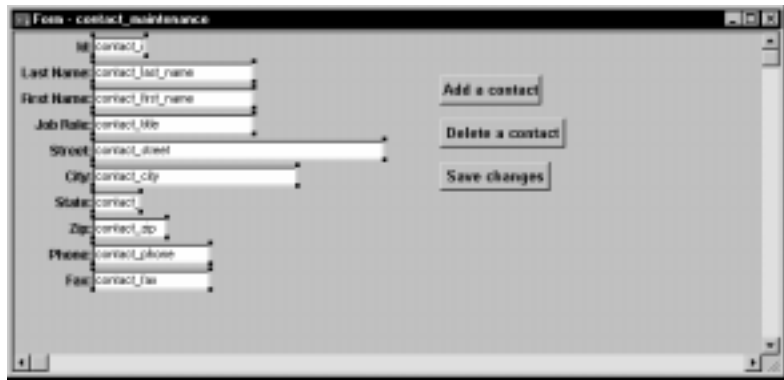 Form - contact_maintenance
Id: contact_i
Last Name: contact_last_name
First Name: contact_first_name
Job Role: contact_title
Street: contact_street
City: contact_city
State: contact_
Zip: contact_zip
Phone: contact_phone
Fax: contact_fax
Add a contact
Delete a contact
Save changes